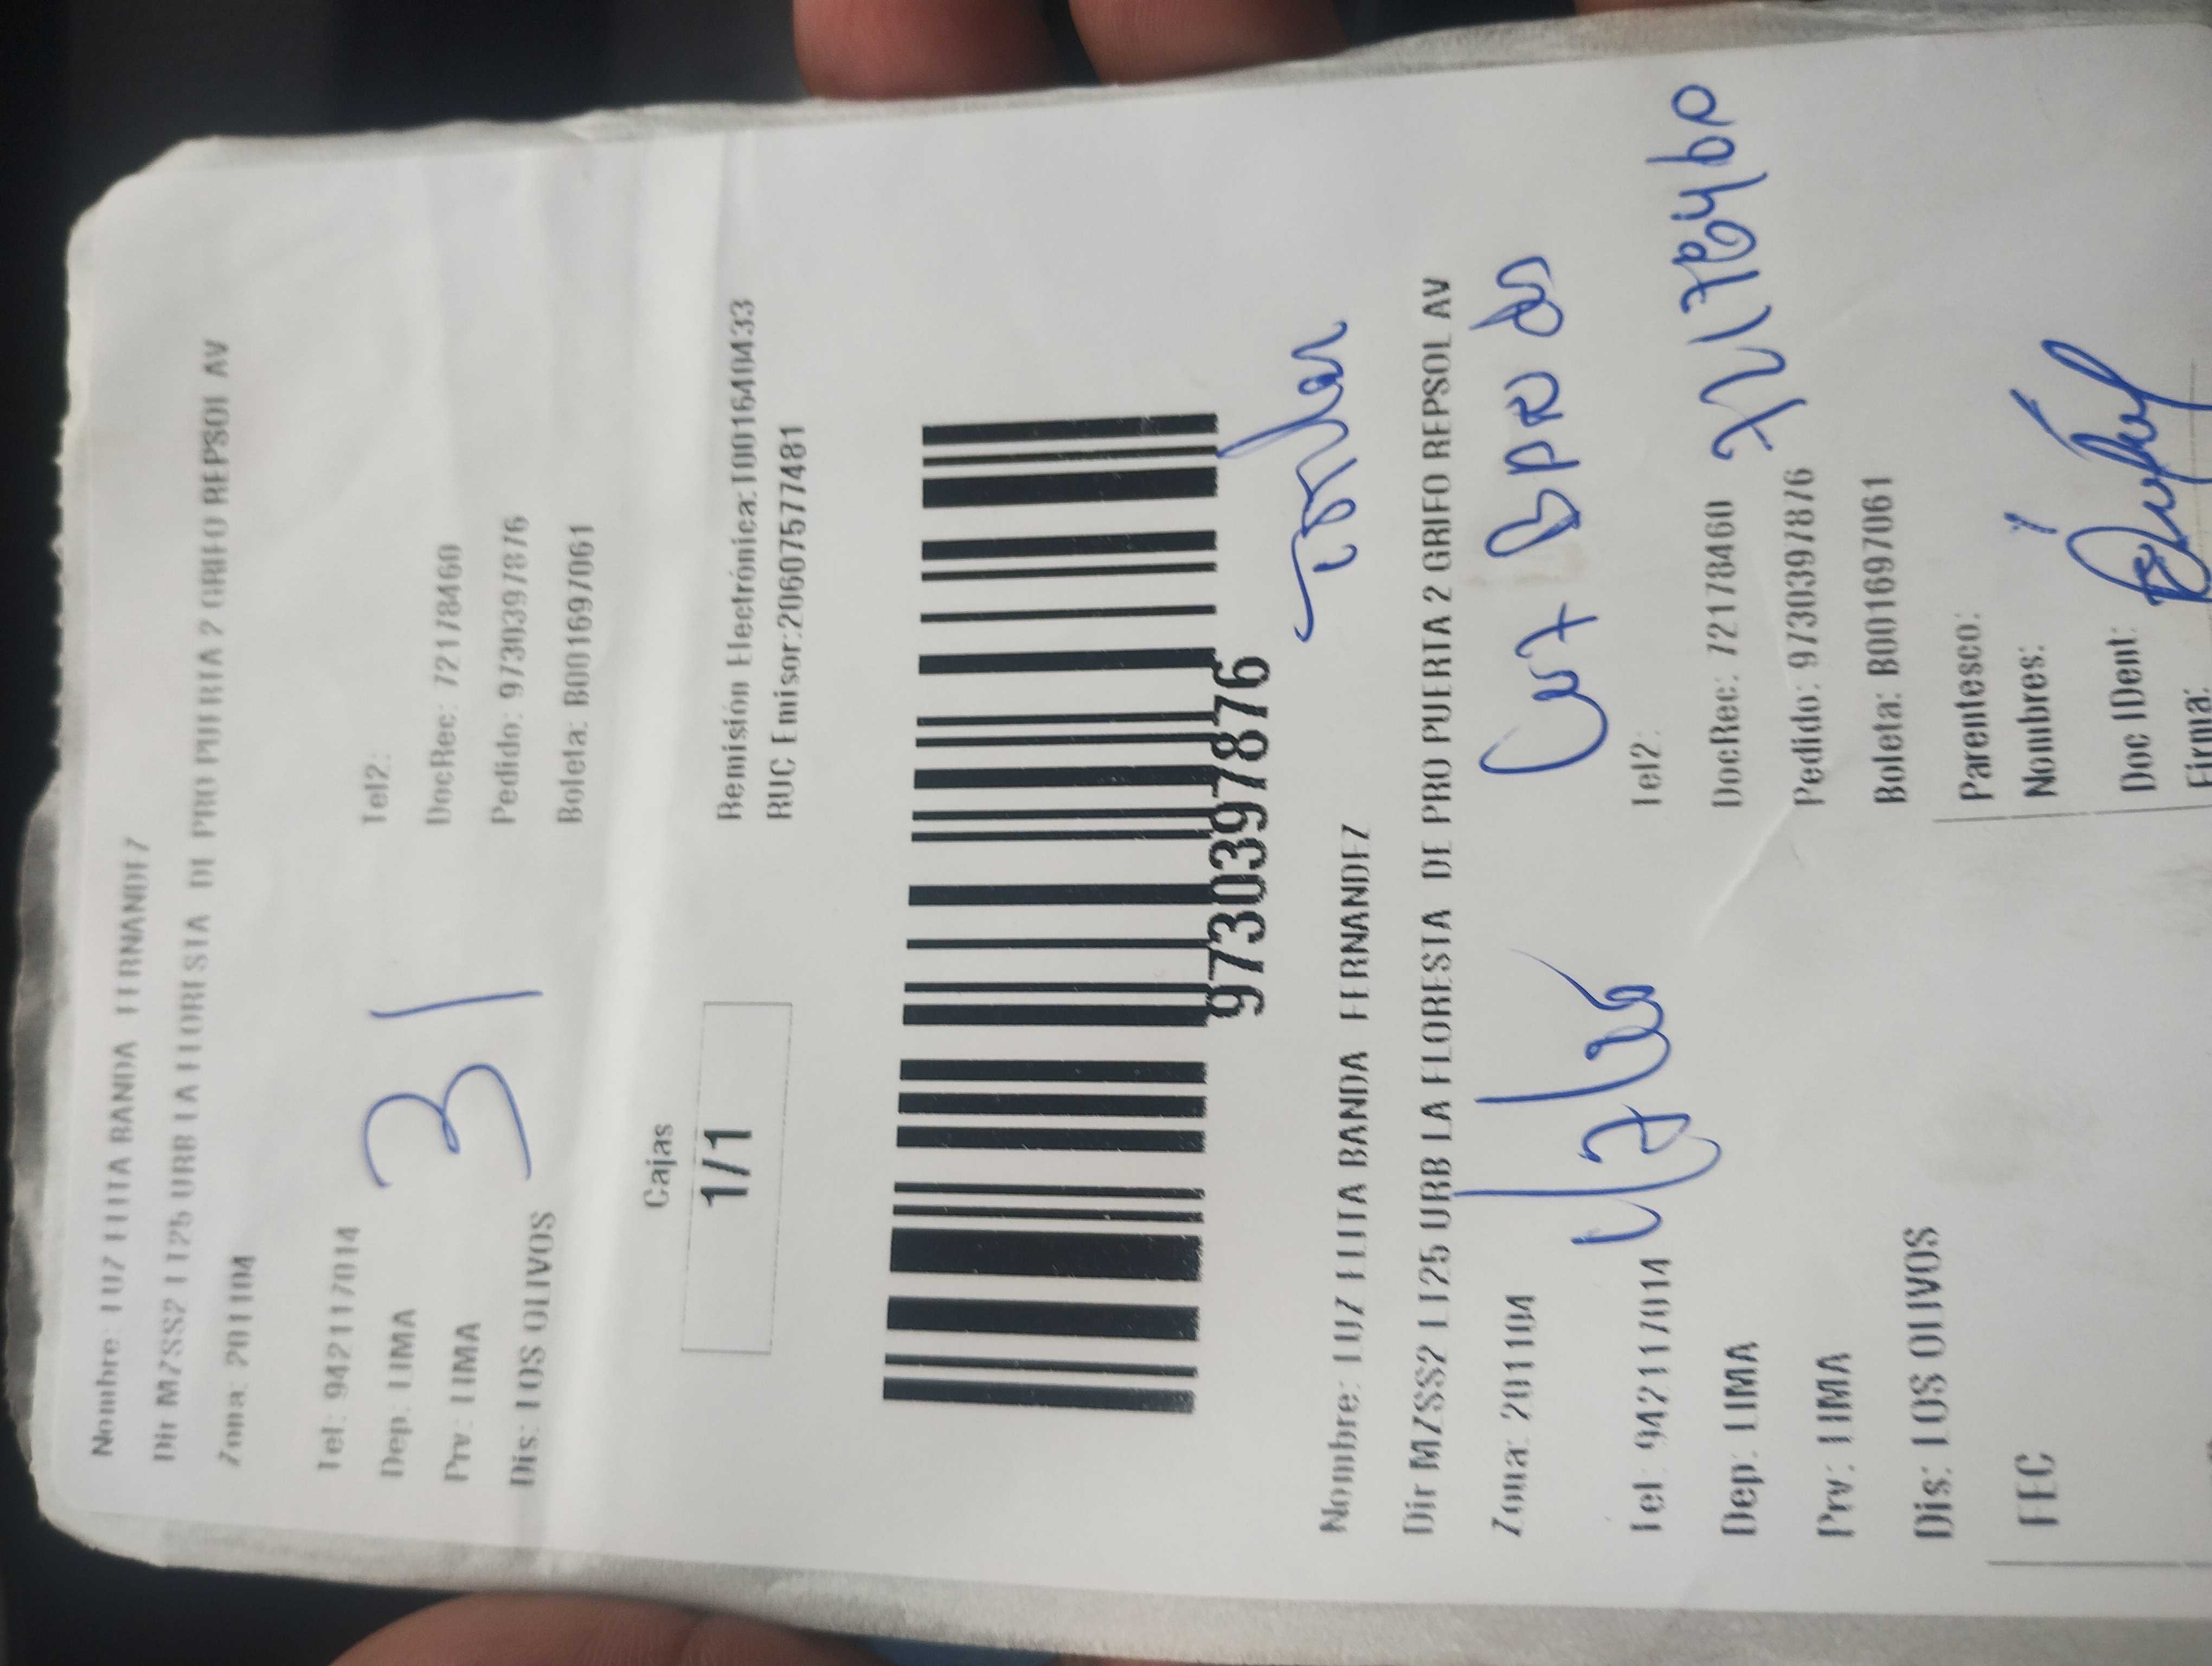 Nombre: LUZ ELITA BANDA FERNANDEZ
Dir MZSS2 LT25 URB LA FLORESTA DE PRO PUERTA 2 GRIFO REPSOL AV
Zona: 201104
Tel: 942117014 Tel2:
Dep: LIMA DocRec: 72178460
Prv: LIMA Pedido: 9730397876
Dis: LOS OLIVOS Boleta: B001697061
31
Cajas
1/1
Remisión Electrónica:T001640433
RUC Emisor:20607577481
9730397876
Nombre: LUZ ELITA BANDA FERNANDEZ
Dir MZSS2 LT25 URB LA FLORESTA DE PRO PUERTA 2 GRIFO REPSOL AV
Zona: 201104
Tel: 942117014 Tel2:
Dep: LIMA DocRec: 72178460 72178460
Prv: LIMA Pedido: 9730397876
Dis: LOS OLIVOS Boleta: B001697061
Parentesco:
FEC Nombres:
Doc IDent:
Firma: